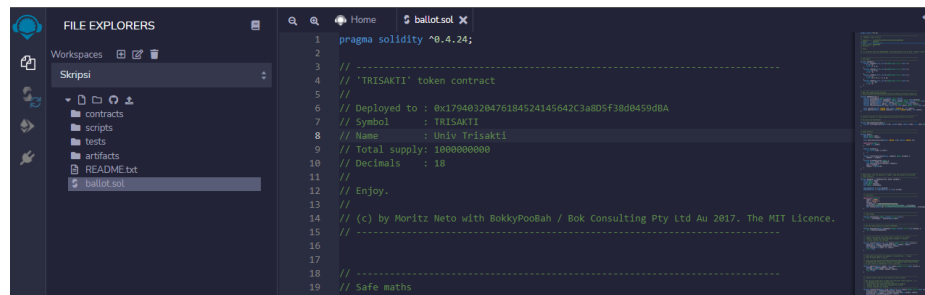 FILE EXPLORERS
Workspaces
Skripsi
contracts
scripts
tests
artifacts
README.txt
ballot.sol
Home
ballot.sol
1 pragma solidity ^0.4.24;
2
3 // ----------------------------------------------------------------------------
4 // 'TRISAKTI' token contract
5 //
6 // Deployed to : 0x17940320476184524145642C3a8D5f38d0459dBA
7 // Symbol      : TRISAKTI
8 // Name        : Univ Trisakti
9 // Total supply: 1000000000
10 // Decimals    : 18
11 //
12 // Enjoy.
13 //
14 // (c) by Moritz Neto with BokkyPooBah / Bok Consulting Pty Ltd Au 2017. The MIT Licence.
15 // ----------------------------------------------------------------------------
16
17
18 // ----------------------------------------------------------------------------
19 // Safe maths